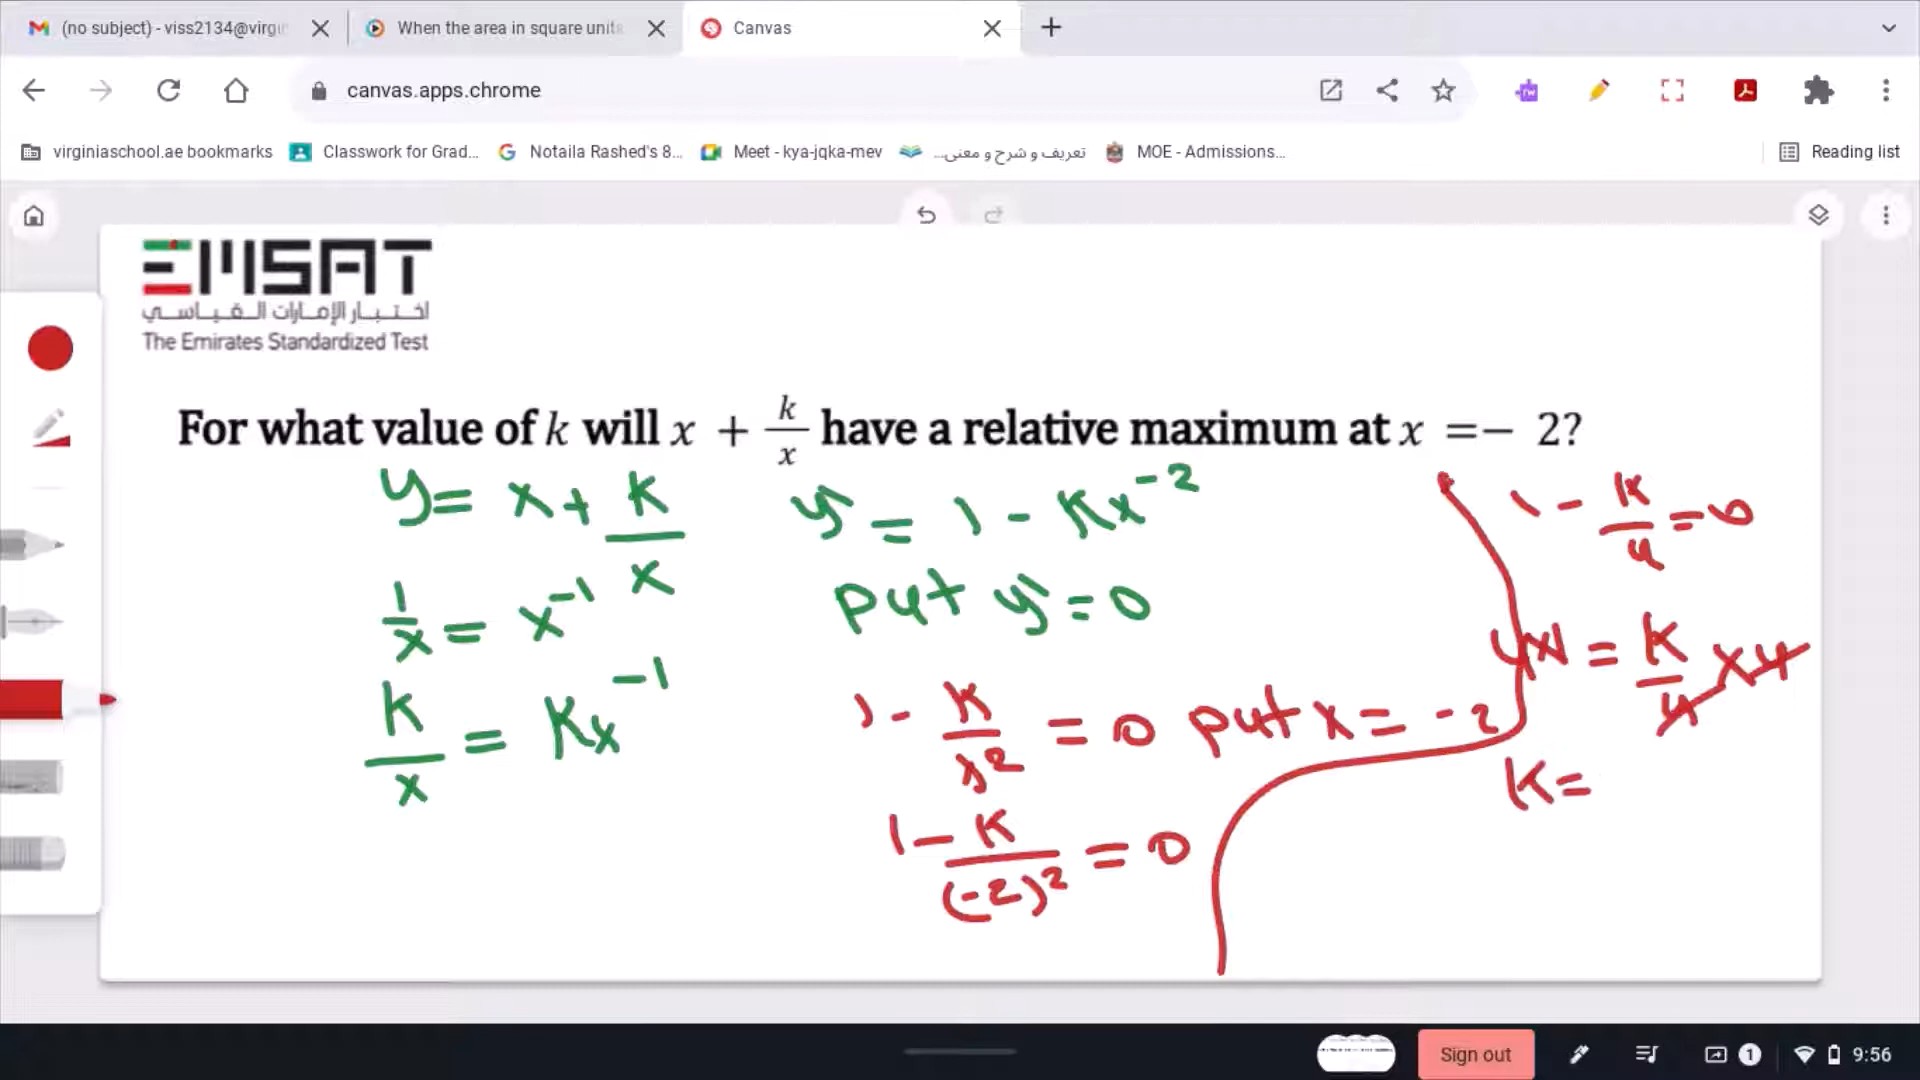 (no subject) - viss2134@virgi
When the area in square unit
Canvas
canvas.apps.chrome
virginiaschool.ae bookmarks
Classwork for Grad...
Notaila Rashed's 8...
Meet - kya-jqka-mev
تعريف و شرح و معنى...
MOE - Admissions...
Reading list
EMSAT
اختبار الإمارات القياسي
The Emirates Standardized Test
For what value of k will x + k/x have a relative maximum at x = - 2?
y = x + k/x
1/x = x^-1
k/x = Kx^-1
y' = 1 - Kx^-2
put y' = 0
1 - K/x^2 = 0 put x = -2
1 - K/(-2)^2 = 0
1 - K/4 = 0
4x1 = K/4 x4
K =
Sign out
1
9:56